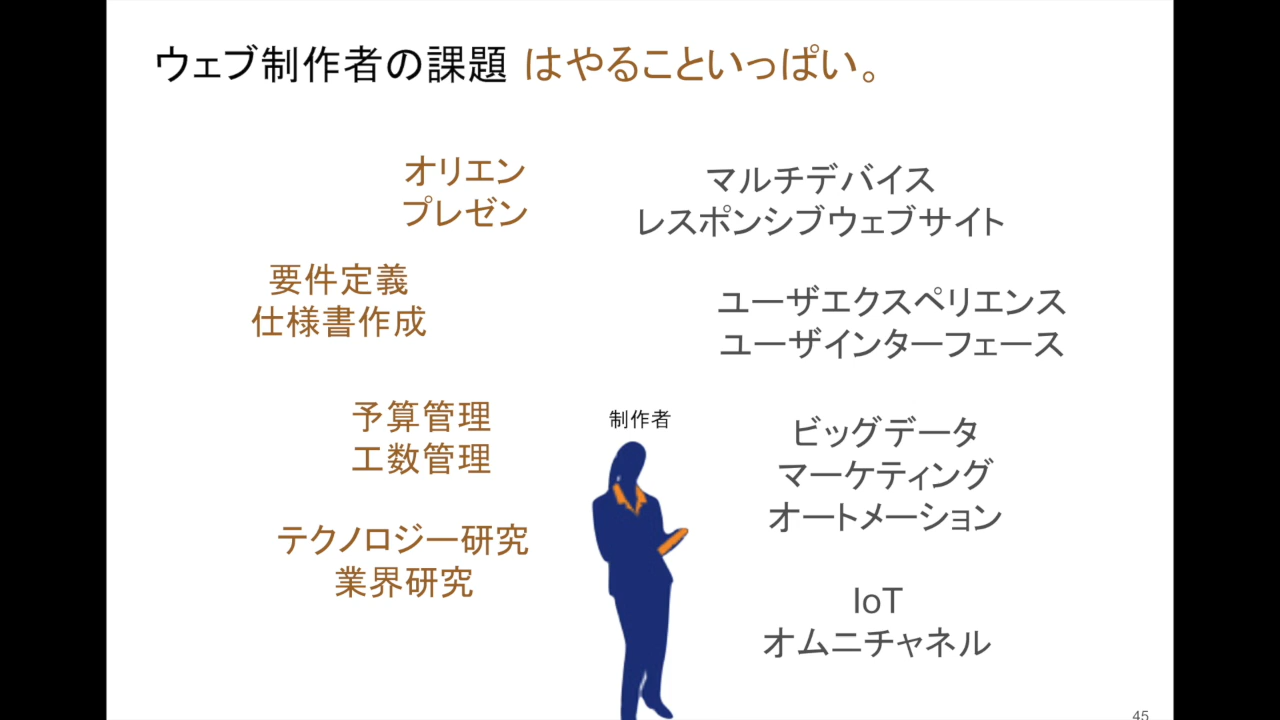 ウェブ制作者の課題 はやることいっぱい。
オリエン
プレゼン
要件定義
仕様書作成
予算管理
工数管理
テクノロジー研究
業界研究
制作者
マルチデバイス
レスポンシブウェブサイト
ユーザエクスペリエンス
ユーザインターフェース
ビッグデータ
マーケティング
オートメーション
IoT
オムニチャネル
45